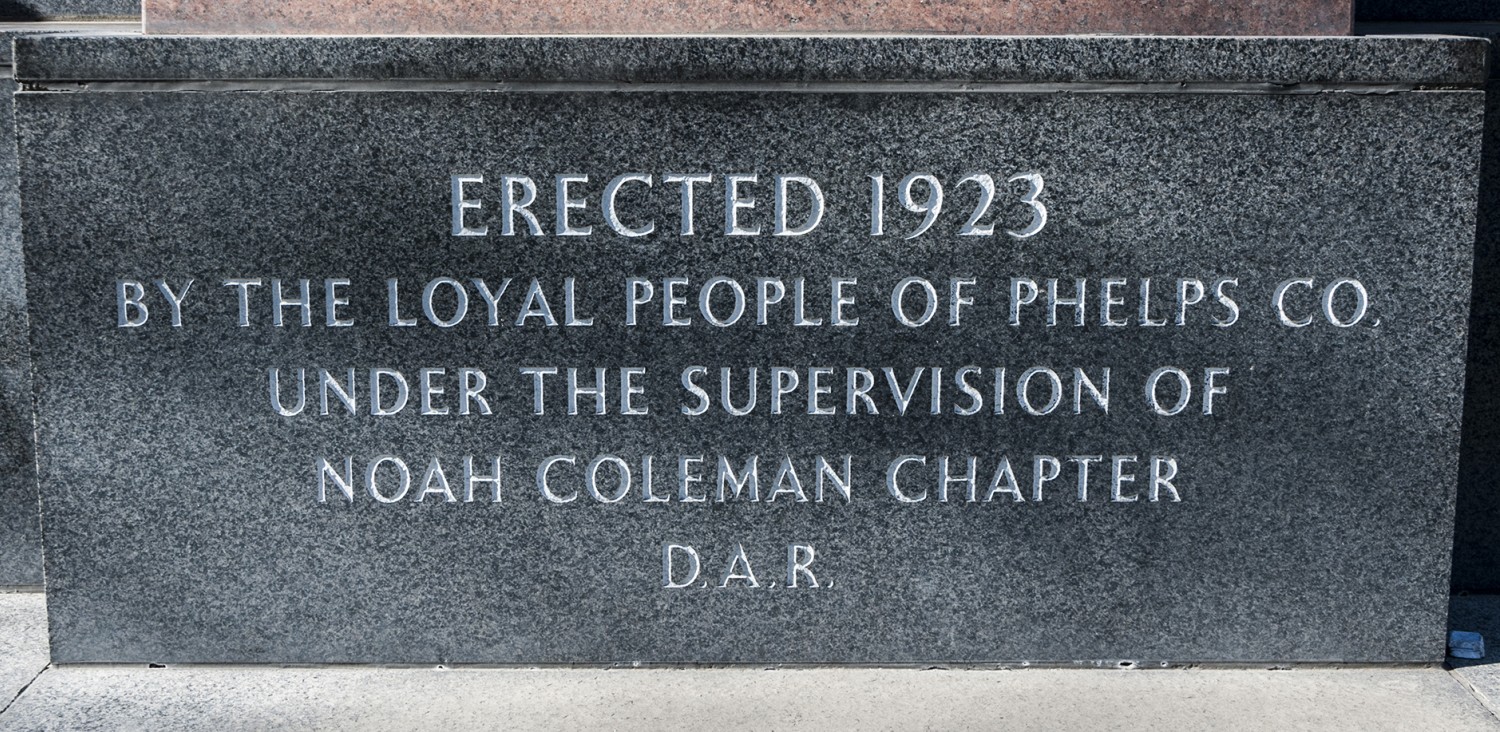 ERECTED 1923
BY THE LOYAL PEOPLE OF PHELPS CO.
UNDER THE SUPERVISION OF
NOAH COLEMAN CHAPTER
D.A.R.